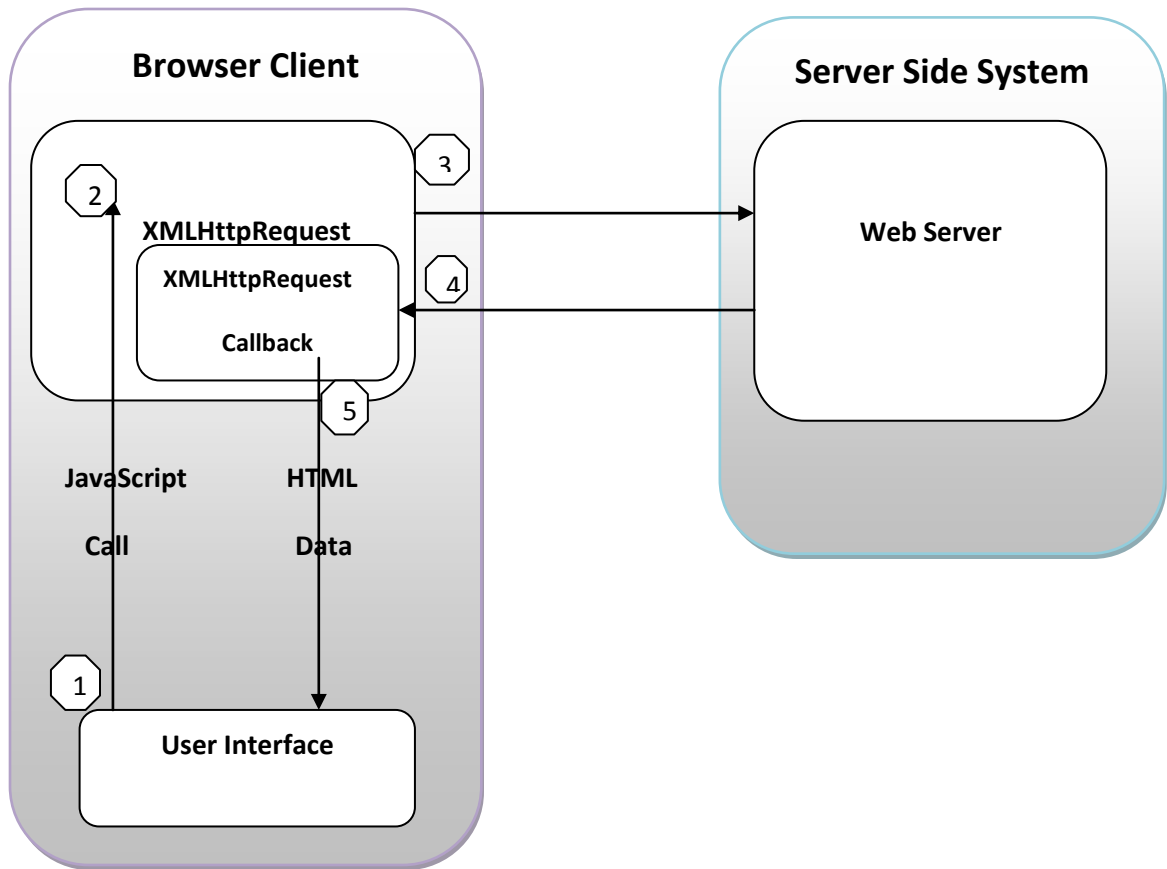 Browser Client
Server Side System
3
2
XMLHttpRequest
Web Server
XMLHttpRequest
4
Callback
5
JavaScript
HTML
Call
Data
1
User Interface